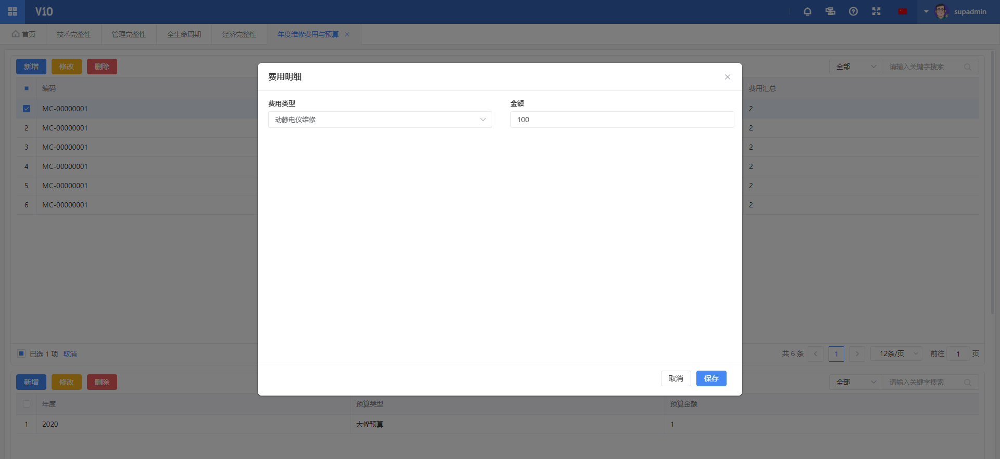 V10
supadmin
首页
技术完整性
管理完整性
全生命周期
经济完整性
年度维修费用与预算
新增
修改
删除
全部
请输入关键字搜索
编码
费用汇总
MC-00000001
2
2
MC-00000001
2
3
MC-00000001
2
4
MC-00000001
2
5
MC-00000001
2
6
MC-00000001
2
费用明细
费用类型
金额
动静电仪维修
100
取消
保存
已选 1 项 取消
共 6 条
1
12条/页
前往 1 页
新增
修改
删除
全部
请输入关键字搜索
年度
预算类型
预算金额
1
2020
大修预算
1